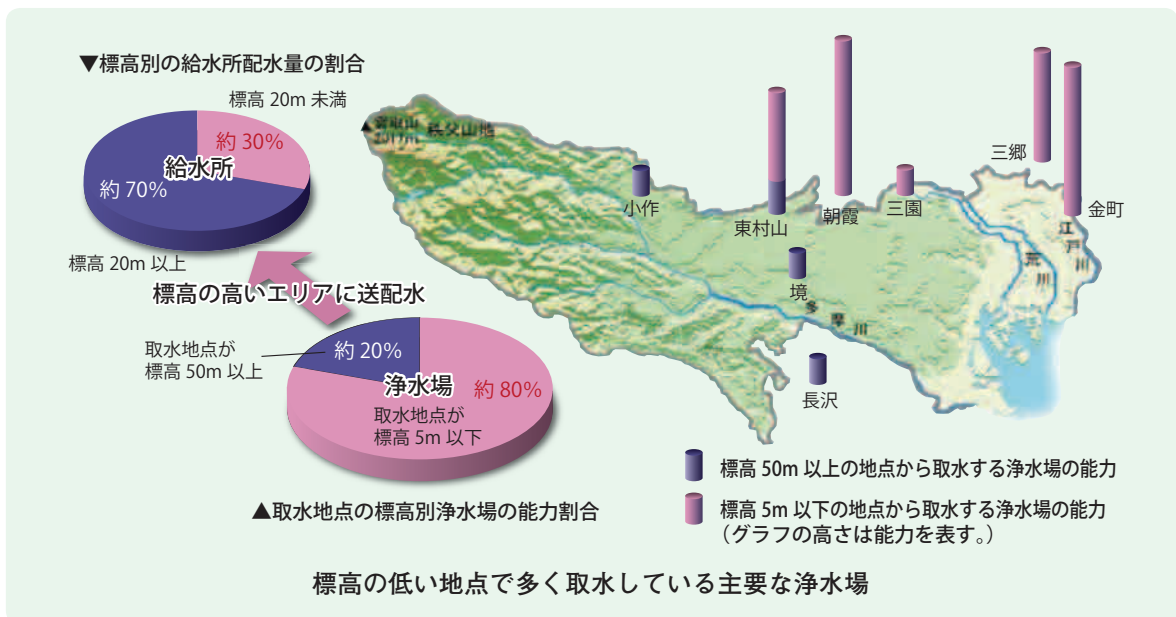 ▼標高別の給水所配水量の割合
標高 20m 未満
約 30%
給水所
約 70%
標高 20m 以上
標高の高いエリアに送配水
取水地点が
標高 50m 以上
約 20%
浄水場
約 80%
取水地点が
標高 5m 以下
▲取水地点の標高別浄水場の能力割合
▲雲取山
秩父山地
小作
東村山
朝霞
三園
三郷
金町
境
長沢
多摩川
荒川
江戸川
標高 50m 以上の地点から取水する浄水場の能力
標高 5m 以下の地点から取水する浄水場の能力
(グラフの高さは能力を表す。)
標高の低い地点で多く取水している主要な浄水場